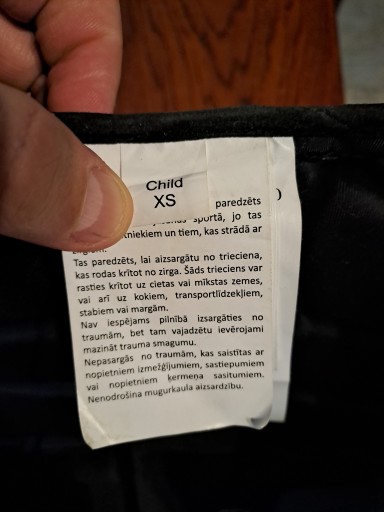 Child
XS
paredzēts
sportā, jo tas
tniekiem un tiem, kas strādā ar
Tas paredzēts, lai aizsargātu no trieciena,
kas rodas krītot no zirga. Šāds trieciens var
rasties krītot uz cietas vai mīkstas zemes,
vai arī uz kokiem, transportlīdzekļiem,
stabiem vai margām.
Nav iespējams pilnībā izsargāties no
traumām, bet tam vajadzētu ievērojami
mazināt trauma smagumu.
Nepasargās no traumām, kas saistītas ar
nopietniem izmežģījumiem, sastiepumiem
vai nopietniem ķermeņa sasitumiem.
Nenodrošina mugurkaula aizsardzību.